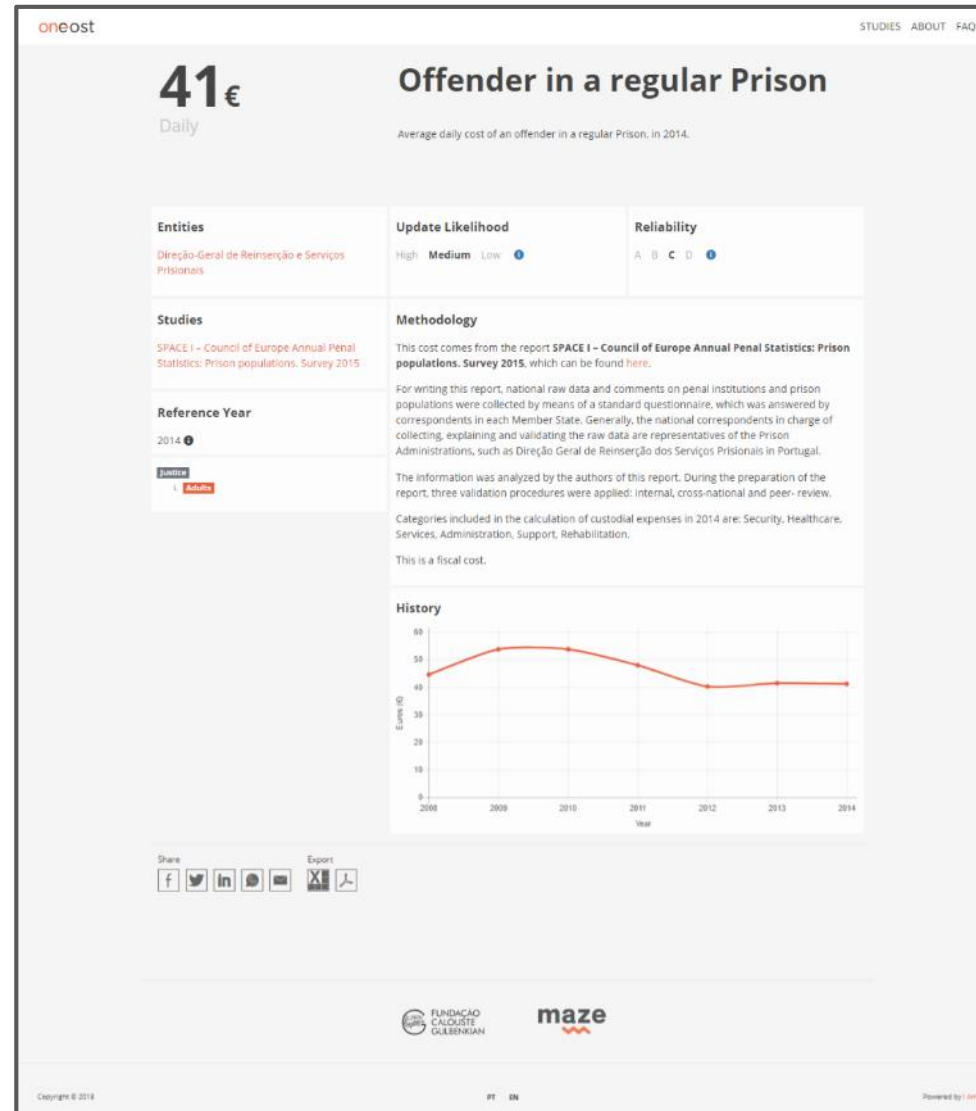 oneost
STUDIES ABOUT FAQ
41€
Daily
Offender in a regular Prison
Average daily cost of an offender in a regular Prison, in 2014.
Entities
Direção-Geral de Reinserção e Serviços
Prisionais
Update Likelihood
High Medium Low
Reliability
A B C D
Studies
SPACE I – Council of Europe Annual Penal
Statistics: Prison populations. Survey 2015
Reference Year
2014
Justice
Adults
Methodology
This cost comes from the report SPACE I – Council of Europe Annual Penal Statistics: Prison
populations. Survey 2015, which can be found here.
For writing this report, national raw data and comments on penal institutions and prison
populations were collected by means of a standard questionnaire, which was answered by
correspondents in each Member State. Generally, the national correspondents in charge of
collecting, explaining and validating the raw data are representatives of the Prison
Administrations, such as Direção Geral de Reinserção dos Serviços Prisionais in Portugal.
The information was analyzed by the authors of this report. During the preparation of the
report, three validation procedures were applied: internal, cross-national and peer- review.
Categories included in the calculation of custodial expenses in 2014 are: Security, Healthcare,
Services, Administration, Support, Rehabilitation.
This is a fiscal cost.
History
60
50
40
30
20
10
0
Euros (€)
2008 2009 2010 2011 2012 2013 2014
Year
Share
Export
FUNDAÇÃO
CALOUSTE
GULBENKIAN
maze
Copyright © 2018
PT EN
Powered by